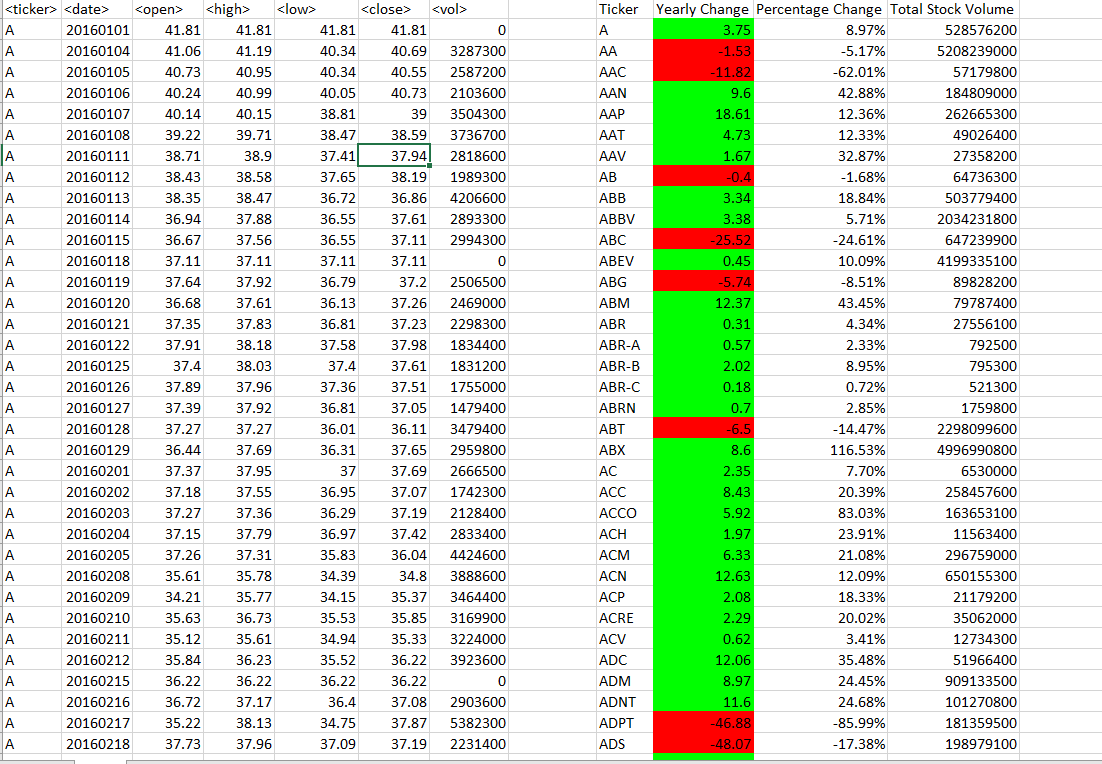 <ticker> <date> <open> <high> <low> <close> <vol> Ticker Yearly Change Percentage Change Total Stock Volume
A 20160101 41.81 41.81 41.81 41.81 0 A 3.75 8.97% 528576200
A 20160104 41.06 41.19 40.34 40.69 3287300 AA -1.53 -5.17% 5208239000
A 20160105 40.73 40.95 40.34 40.55 2587200 AAC -11.82 -62.01% 57179800
A 20160106 40.24 40.99 40.05 40.73 2103600 AAN 9.6 42.88% 184809000
A 20160107 40.14 40.15 38.81 39 3504300 AAP 18.61 12.36% 262665300
A 20160108 39.22 39.71 38.47 38.59 3736700 AAT 4.73 12.33% 49026400
A 20160111 38.71 38.9 37.41 37.94 2818600 AAV 1.67 32.87% 27358200
A 20160112 38.43 38.58 37.65 38.19 1989300 AB -0.4 -1.68% 64736300
A 20160113 38.35 38.47 36.72 36.86 4206600 ABB 3.34 18.84% 503779400
A 20160114 36.94 37.88 36.55 37.61 2893300 ABBV 3.38 5.71% 2034231800
A 20160115 36.67 37.56 36.55 37.11 2994300 ABC -25.52 -24.61% 647239900
A 20160118 37.11 37.11 37.11 37.11 0 ABEV 0.45 10.09% 4199335100
A 20160119 37.64 37.92 36.79 37.2 2506500 ABG -5.74 -8.51% 89828200
A 20160120 36.68 37.61 36.13 37.26 2469000 ABM 12.37 43.45% 79787400
A 20160121 37.35 37.83 36.81 37.23 2298300 ABR 0.31 4.34% 27556100
A 20160122 37.91 38.18 37.58 37.98 1834400 ABR-A 0.57 2.33% 792500
A 20160125 37.4 38.03 37.4 37.61 1831200 ABR-B 2.02 8.95% 795300
A 20160126 37.89 37.96 37.36 37.51 1755000 ABR-C 0.18 0.72% 521300
A 20160127 37.39 37.92 36.81 37.05 1479400 ABRN 0.7 2.85% 1759800
A 20160128 37.27 37.27 36.01 36.11 3479400 ABT -6.5 -14.47% 2298099600
A 20160129 36.44 37.69 36.31 37.65 2959800 ABX 8.6 116.53% 4996990800
A 20160201 37.37 37.95 37 37.69 2666500 AC 2.35 7.70% 6530000
A 20160202 37.18 37.55 36.95 37.07 1742300 ACC 8.43 20.39% 258457600
A 20160203 37.27 37.36 36.29 37.19 2128400 ACCO 5.92 83.03% 163653100
A 20160204 37.15 37.79 36.97 37.42 2833400 ACH 1.97 23.91% 11563400
A 20160205 37.26 37.31 35.83 36.04 4424600 ACM 6.33 21.08% 296759000
A 20160208 35.61 35.78 34.39 34.8 3888600 ACN 12.63 12.09% 650155300
A 20160209 34.21 35.77 34.15 35.37 3464400 ACP 2.08 18.33% 21179200
A 20160210 35.63 36.73 35.53 35.85 3169900 ACRE 2.29 20.02% 35062000
A 20160211 35.12 35.61 34.94 35.33 3224000 ACV 0.62 3.41% 12734300
A 20160212 35.84 36.23 35.52 36.22 3923600 ADC 12.06 35.48% 51966400
A 20160215 36.22 36.22 36.22 36.22 0 ADM 8.97 24.45% 909133500
A 20160216 36.72 37.17 36.4 37.08 2903600 ADNT 11.6 24.68% 101270800
A 20160217 35.22 38.13 34.75 37.87 5382300 ADPT -46.88 -85.99% 181359500
A 20160218 37.73 37.96 37.09 37.19 2231400 ADS -48.07 -17.38% 198979100